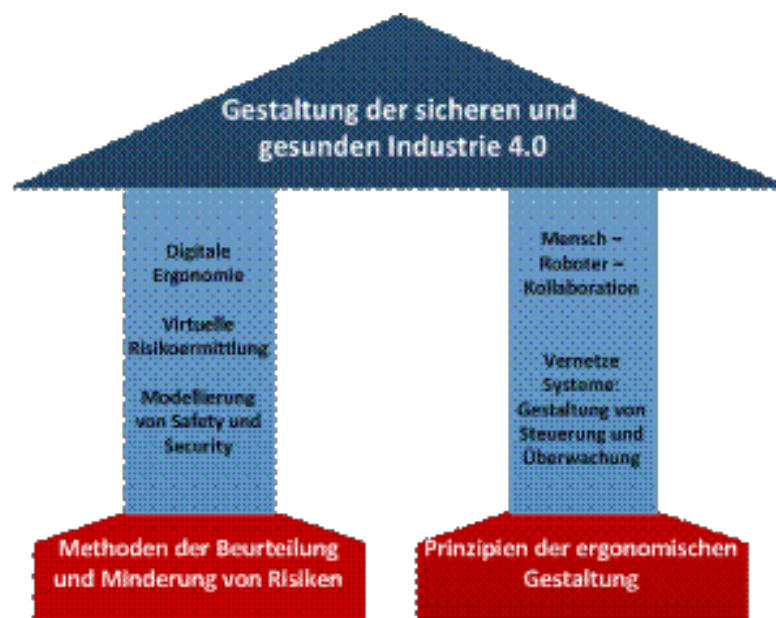 Gestaltung der sicheren und
gesunden Industrie 4.0
Digitale
Ergonomie
Virtuelle
Risikoermittlung
Modellierung
von Safety und
Security
Mensch –
Roboter –
Kollaboration
Vernetze
Systeme:
Gestaltung von
Steuerung und
Überwachung
Methoden der Beurteilung
und Minderung von Risiken
Prinzipien der ergonomischen
Gestaltung